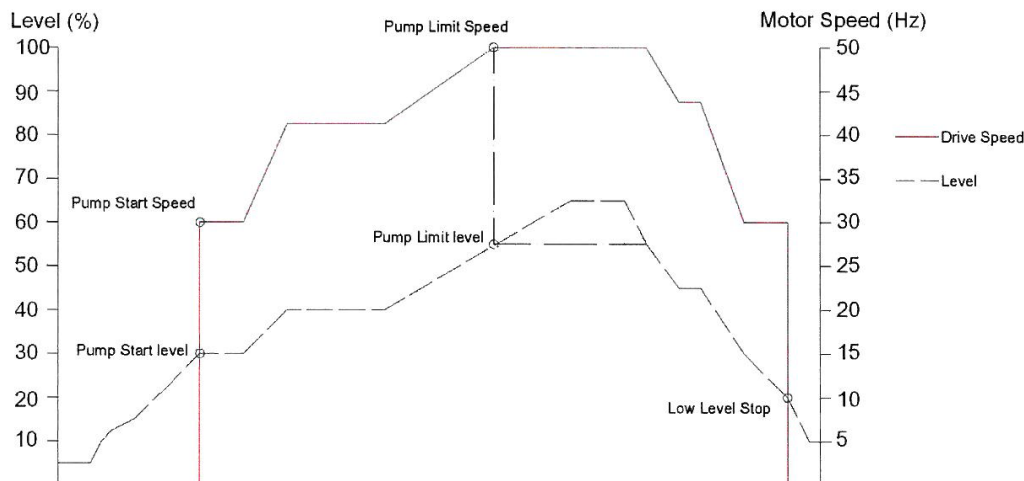 Level (%)
Pump Limit Speed
Motor Speed (Hz)
100
90
80
70
60
50
40
30
20
10
Pump Start Speed
Pump Limit level
Pump Start level
Low Level Stop
50
45
40
35
30
25
20
15
10
5
Drive Speed
Level